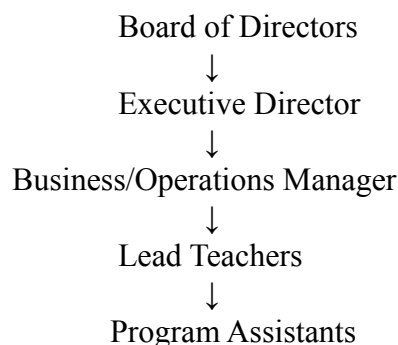 Board of Directors
↓
Executive Director
↓
Business/Operations Manager
↓
Lead Teachers
↓
Program Assistants